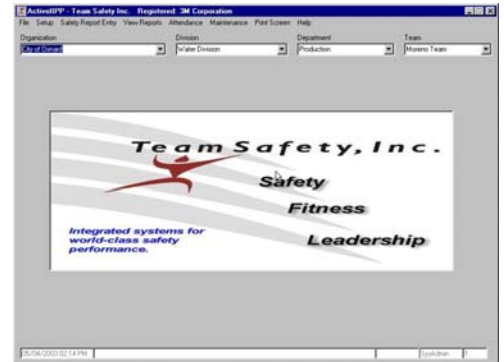 ActiveIIPP - Team Safety Inc. Registered: 3M Corporation
File Setup Safety Report Entry View Reports Attendance Maintenance Print Screen Help
Organization Division Department Team
City of Oxnard Water Division Production Moreno Team
Team Safety, Inc.
Safety
Fitness
Leadership
Integrated systems for
world-class safety
performance.
05/04/2003 02:14 PM SysAdmin 1